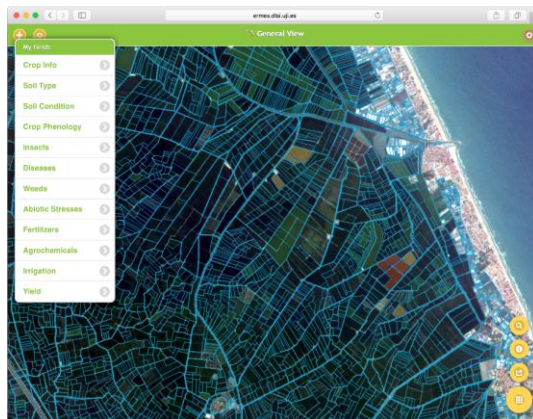 ermes.dlsi.uji.es
General View
My fields
Crop Info
Soil Type
Soil Condition
Crop Phenology
Insects
Diseases
Weeds
Abiotic Stresses
Fertilizers
Agrochemicals
Irrigation
Yield